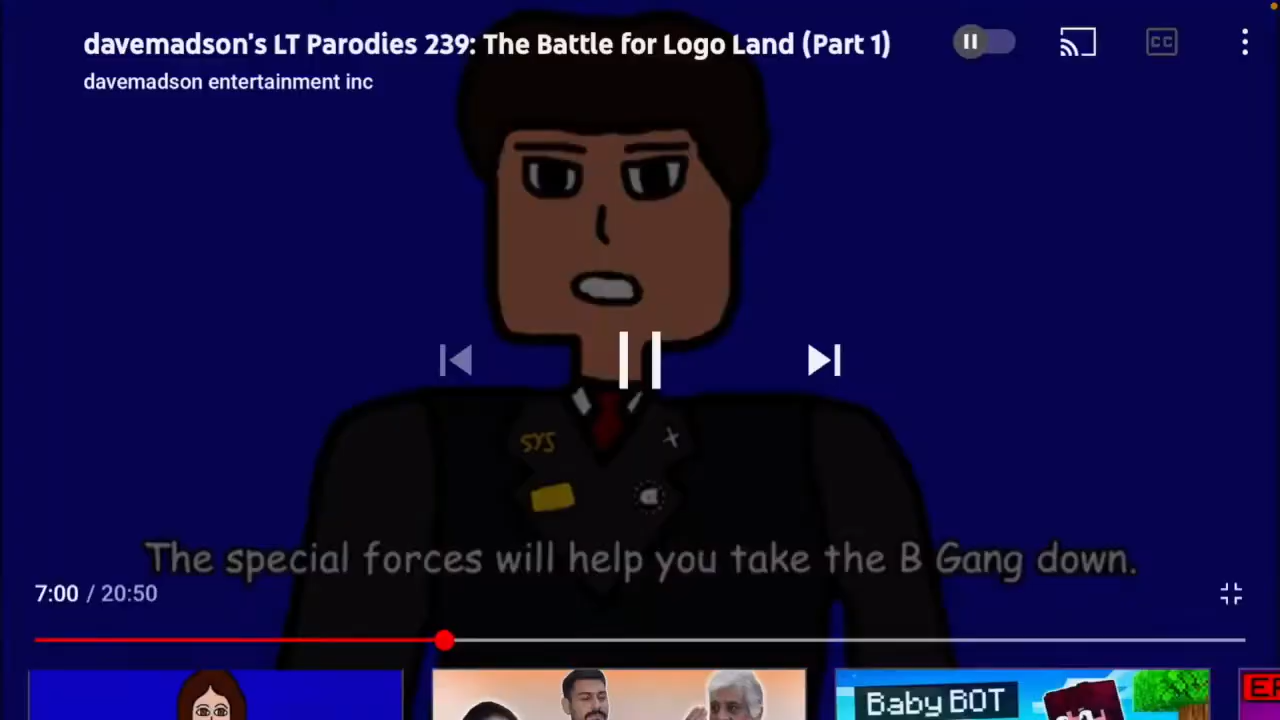 davemadson's LT Parodies 239: The Battle for Logo Land (Part 1)
davemadson entertainment inc
CC
SYS
The special forces will help you take the B Gang down.
7:00 / 20:50
Baby BOT